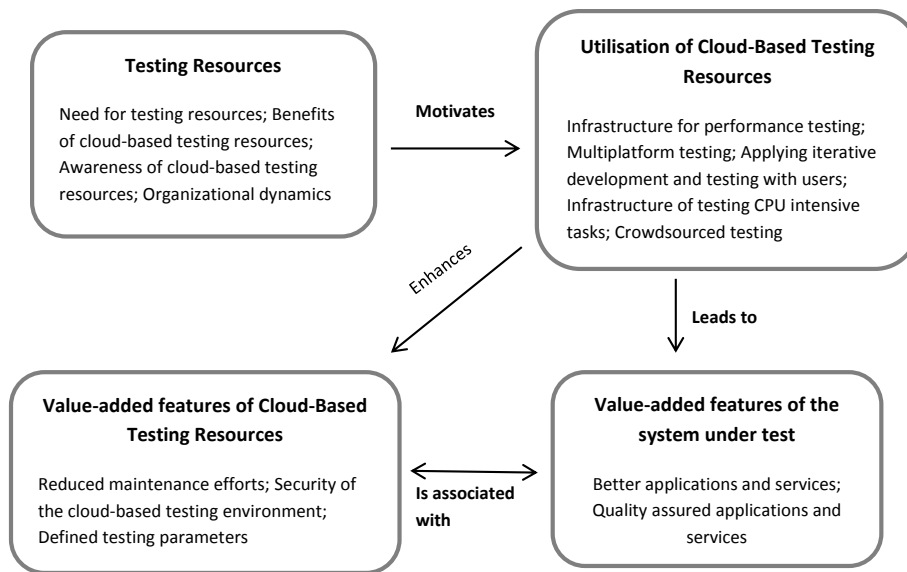 Testing Resources
Need for testing resources; Benefits
of cloud-based testing resources;
Awareness of cloud-based testing
resources; Organizational dynamics
Motivates
Utilisation of Cloud-Based Testing
Resources
Infrastructure for performance testing;
Multiplatform testing; Applying iterative
development and testing with users;
Infrastructure of testing CPU intensive
tasks; Crowdsourced testing
Enhances
Leads to
Value-added features of Cloud-Based
Testing Resources
Reduced maintenance efforts; Security of
the cloud-based testing environment;
Defined testing parameters
Is associated
with
Value-added features of the
system under test
Better applications and services;
Quality assured applications and
services